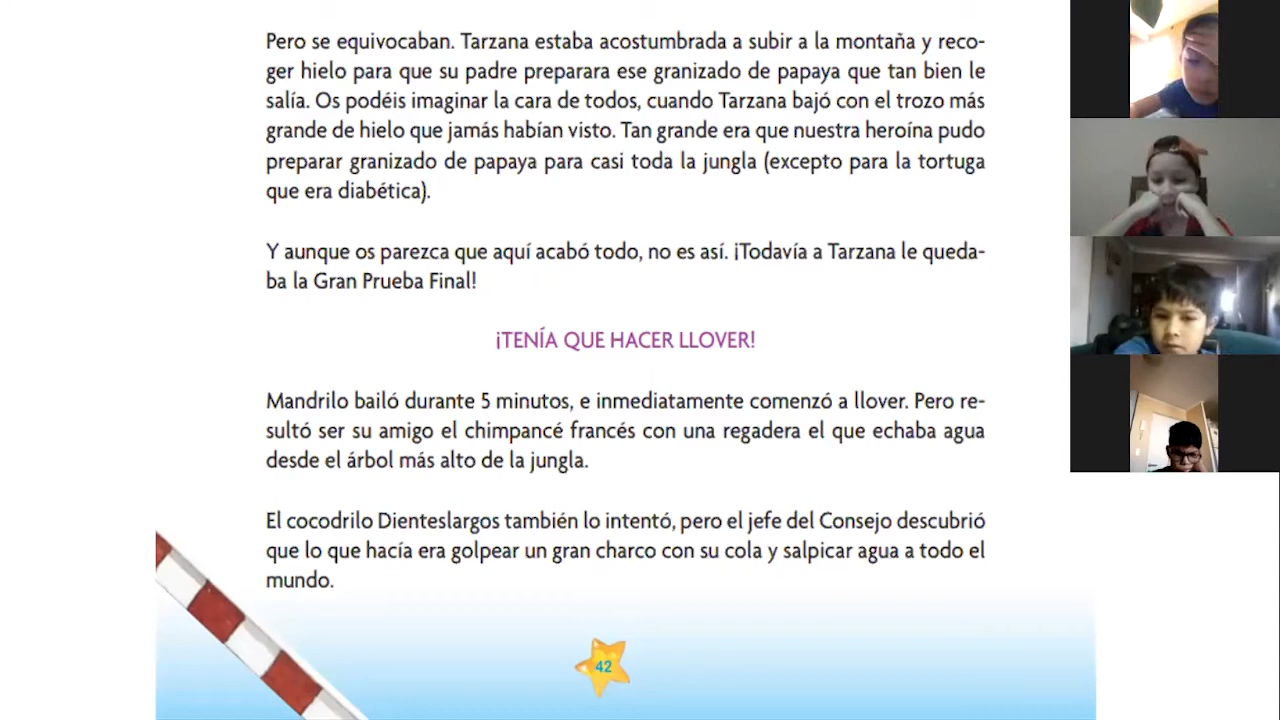 Pero se equivocaban. Tarzana estaba acostumbrada a subir a la montaña y reco-
ger hielo para que su padre preparara ese granizado de papaya que tan bien le
salía. Os podéis imaginar la cara de todos, cuando Tarzana bajó con el trozo más
grande de hielo que jamás habían visto. Tan grande era que nuestra heroína pudo
preparar granizado de papaya para casi toda la jungla (excepto para la tortuga
que era diabética).
Y aunque os parezca que aquí acabó todo, no es así. ¡Todavía a Tarzana le queda-
ba la Gran Prueba Final!
¡TENÍA QUE HACER LLOVER!
Mandrilo bailó durante 5 minutos, e inmediatamente comenzó a llover. Pero re-
sultó ser su amigo el chimpancé francés con una regadera el que echaba agua
desde el árbol más alto de la jungla.
El cocodrilo Dienteslargos también lo intentó, pero el jefe del Consejo descubrió
que lo que hacía era golpear un gran charco con su cola y salpicar agua a todo el
mundo.
42